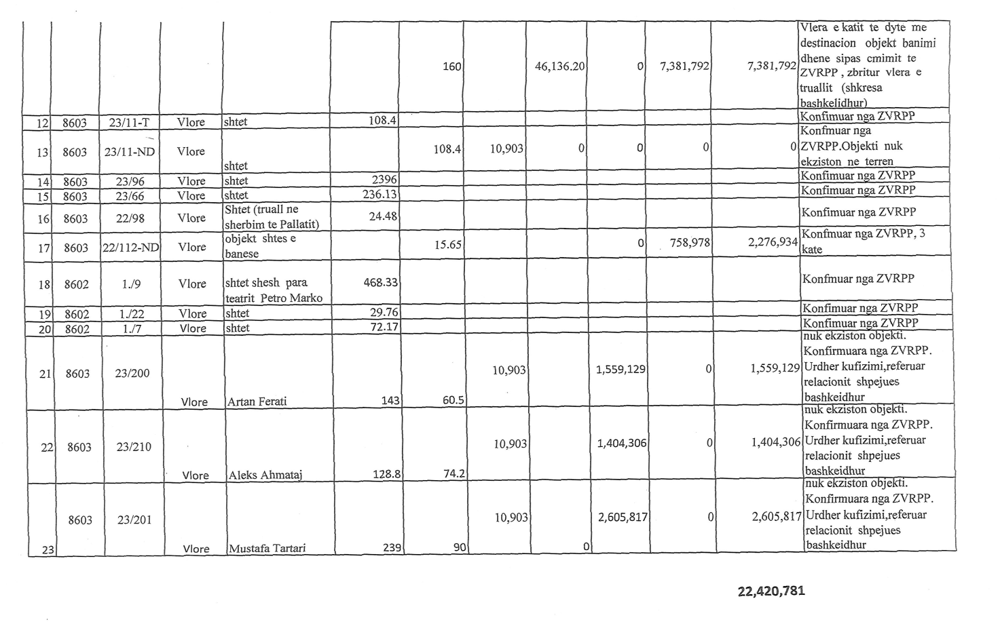 Vlera e katit te dyte me
destinacion objekt banimi
160 46,136.20 0 7,381,792 7,381,792 dhene sipas cmimit te
ZVRPP , zbritur vlera e
truallit (shkresa
bashkelidhur)
12 8603 23/11-T Vlore shtet 108.4 Konfimuar nga ZVRPP
Konfmuar nga
13 8603 23/11-ND Vlore shtet 108.4 10,903 0 0 0 0 ZVRPP.Objekti nuk
ekziston ne terren
14 8603 23/96 Vlore shtet 2396 Konfimuar nga ZVRPP
15 8603 23/66 Vlore shtet 236.13 Konfimuar nga ZVRPP
16 8603 22/98 Vlore Shtet (truall ne
sherbim te Pallatit) 24.48 Konfimuar nga ZVRPP
17 8603 22/112-ND Vlore objekt shtes e
banese 15.65 0 758,978 2,276,934 Konfmuar nga ZVRPP, 3
kate
18 8602 1./9 Vlore shtet shesh para
teatrit Petro Marko 468.33 Konfmuar nga ZVRPP
19 8602 1./22 Vlore shtet 29.76 Konfimuar nga ZVRPP
20 8602 1./7 Vlore shtet 72.17 Konfimuar nga ZVRPP
nuk ekziston objekti.
Konfirmuara nga ZVRPP.
21 8603 23/200 Vlore Artan Ferati 143 60.5 10,903 1,559,129 0 1,559,129 Urdher kufizimi,referuar
relacionit shpejues
bashkeidhur
nuk ekziston objekti.
Konfirmuara nga ZVRPP.
22 8603 23/210 Vlore Aleks Ahmataj 128.8 74.2 10,903 1,404,306 0 1,404,306 Urdher kufizimi,referuar
relacionit shpejues
bashkeidhur
nuk ekziston objekti.
Konfirmuara nga ZVRPP.
23 8603 23/201 Vlore Mustafa Tartari 239 90 10,903 0 2,605,817 0 2,605,817 Urdher kufizimi,referuar
relacionit shpejues
bashkeidhur
22,420,781